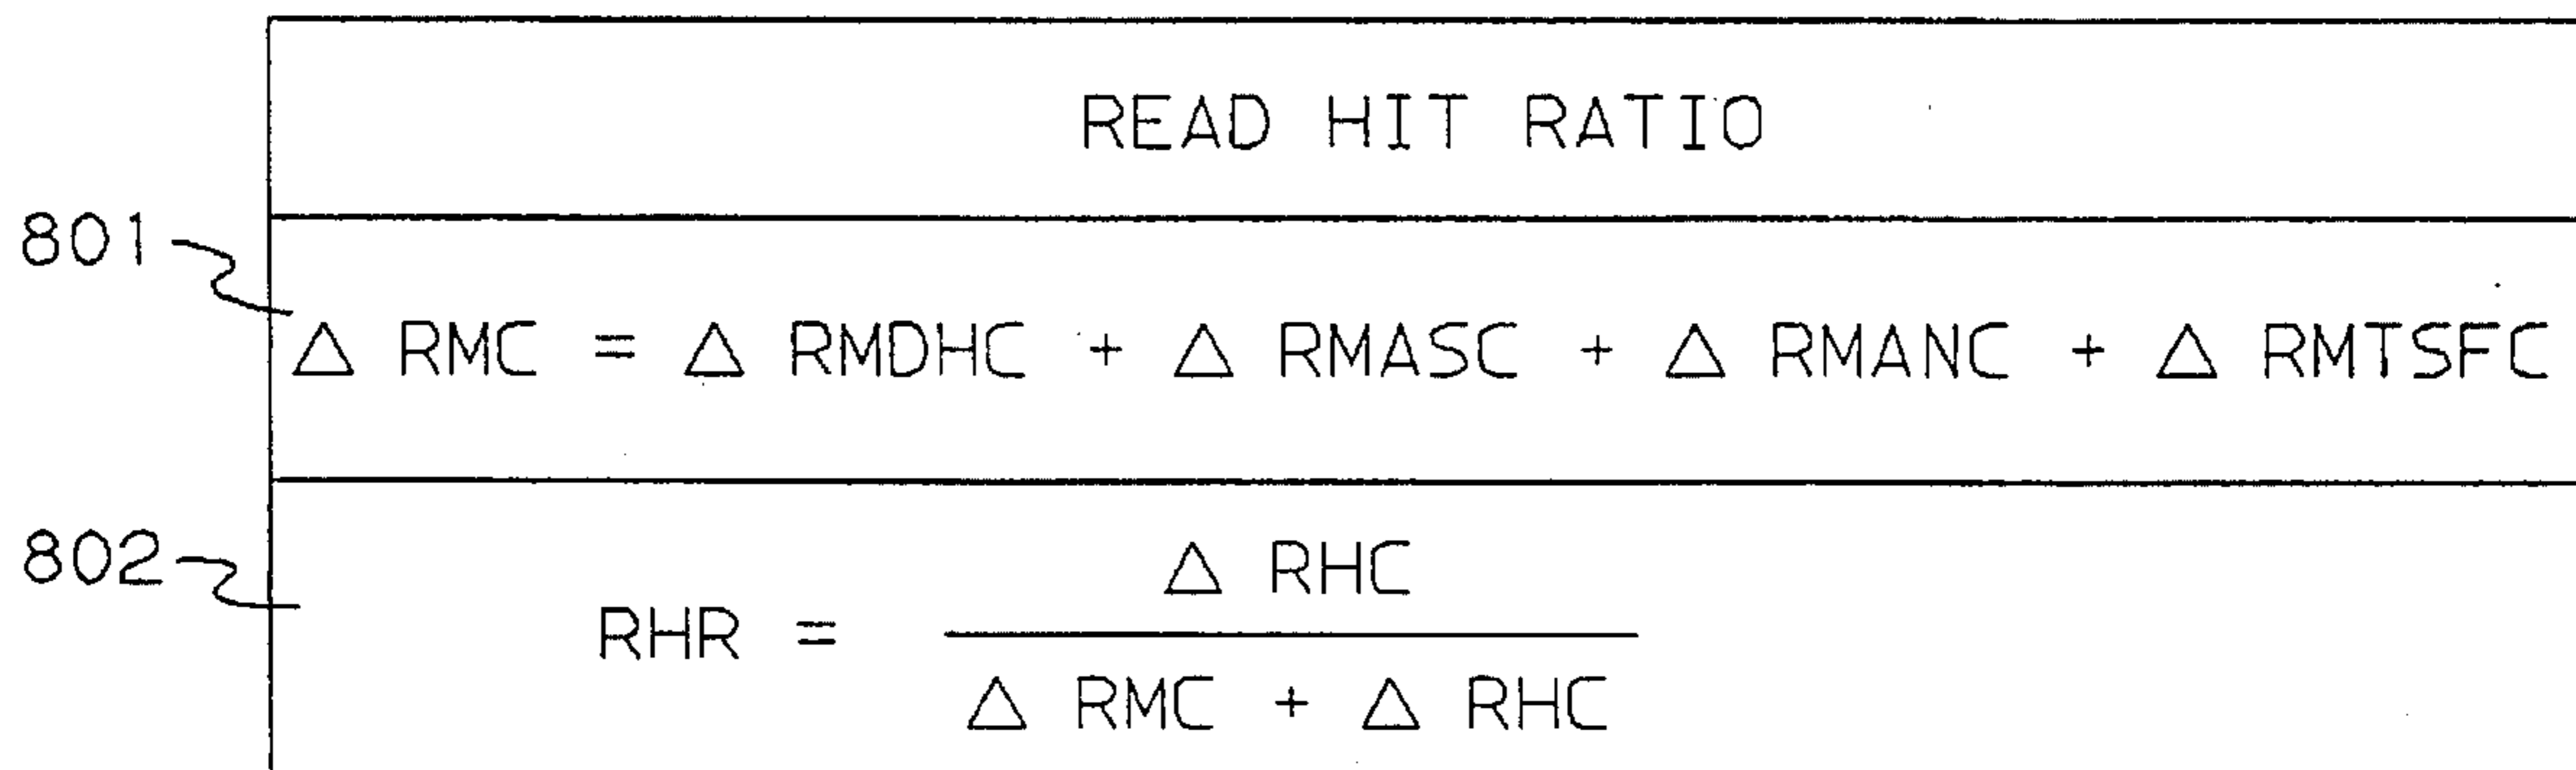 READ HIT RATIO
801
△ RMC = △ RMDHC + △ RMASC + △ RMANC + △ RMTSFC
802
△ RHC
RHR =
△ RMC + △ RHC